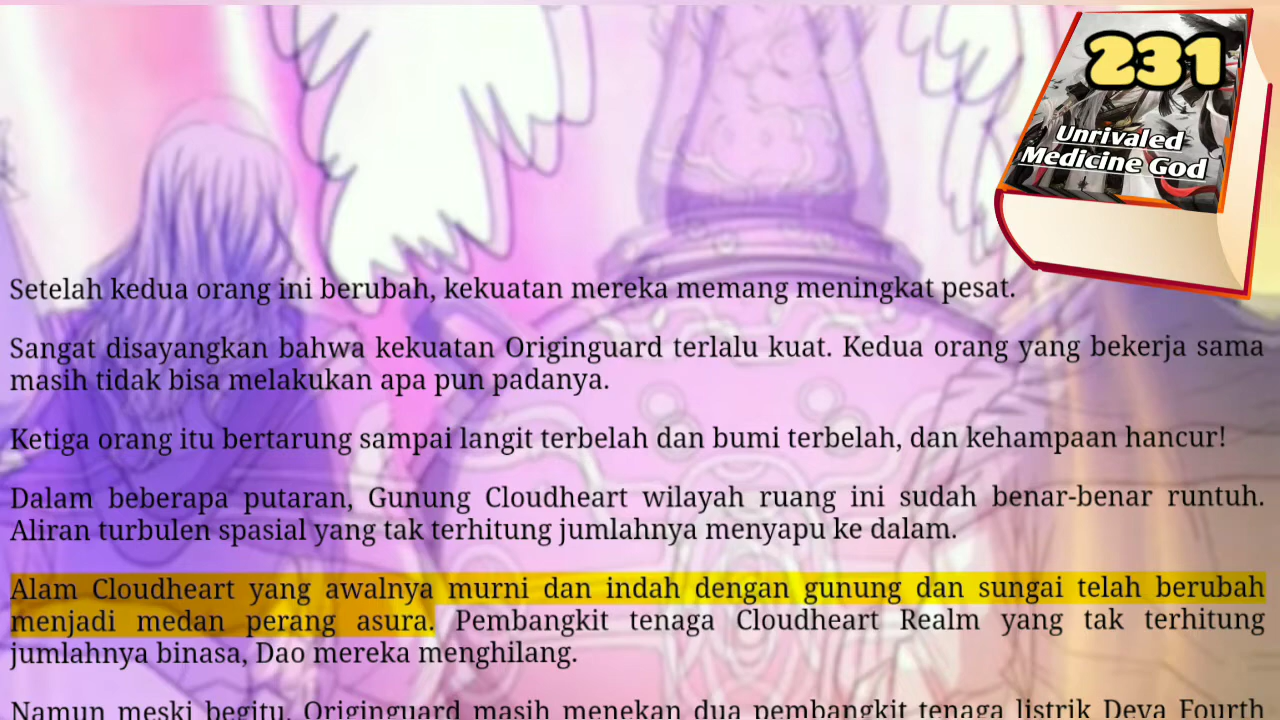 231
Unrivaled
Medicine God
Setelah kedua orang ini berubah, kekuatan mereka memang meningkat pesat.
Sangat disayangkan bahwa kekuatan Originguard terlalu kuat. Kedua orang yang bekerja sama
masih tidak bisa melakukan apa pun padanya.
Ketiga orang itu bertarung sampai langit terbelah dan bumi terbelah, dan kehampaan hancur!
Dalam beberapa putaran, Gunung Cloudheart wilayah ruang ini sudah benar-benar runtuh.
Aliran turbulen spasial yang tak terhitung jumlahnya menyapu ke dalam.
Alam Cloudheart yang awalnya murni dan indah dengan gunung dan sungai telah berubah
menjadi medan perang asura. Pembangkit tenaga Cloudheart Realm yang tak terhitung
jumlahnya binasa, Dao mereka menghilang.
Namun meski begitu, Originguard masih menekan dua pembangkit tenaga listrik Deva Fourth